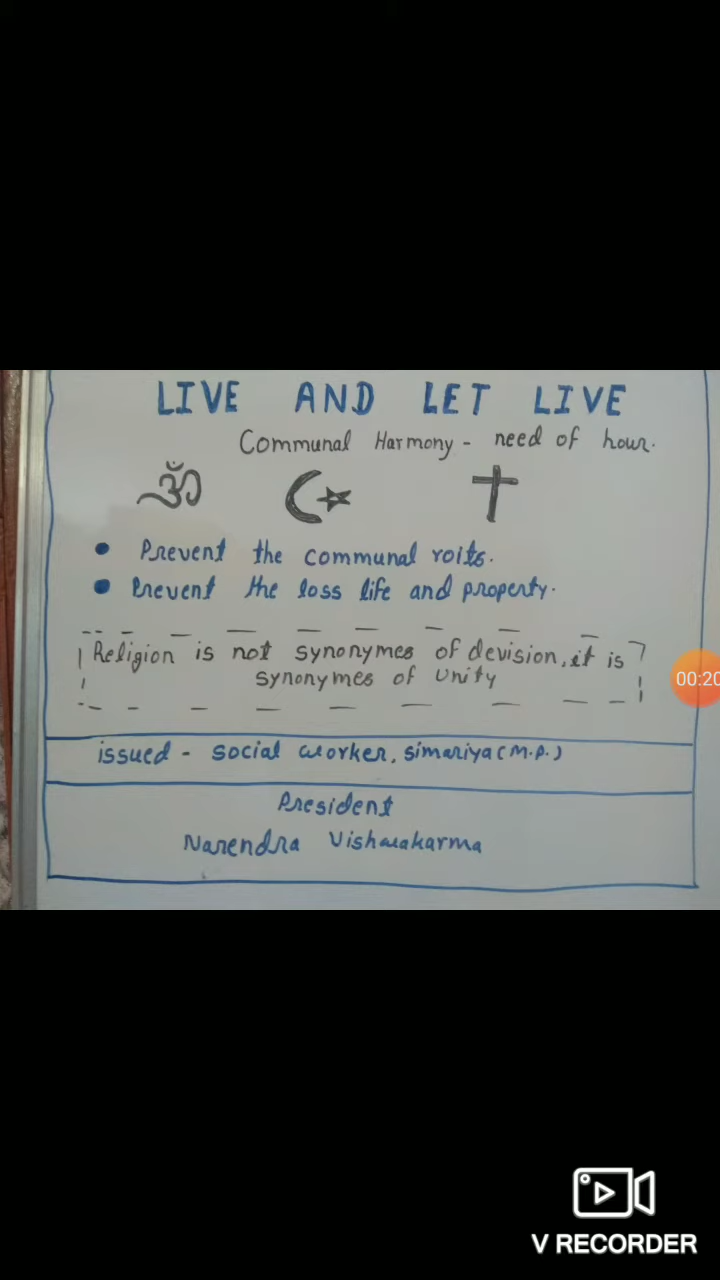 LIVE AND LET LIVE
Communal Harmony - need of hour.
Prevent the communal roits.
Prevent the loss life and property.
Religion is not synonymes of devision, it is
synonymes of unity
issued - social worker, simariya (M.P.)
President
Narendra Vishwakarma
00:20
V RECORDER